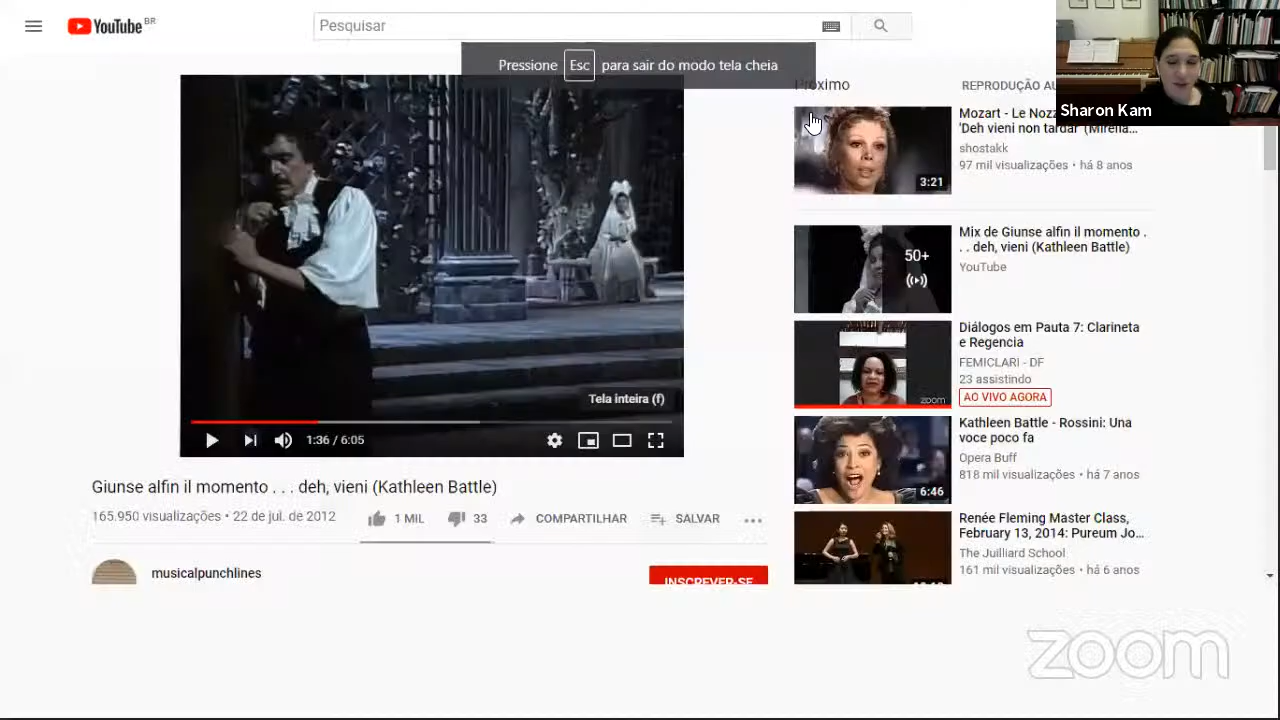 YouTube BR
Pesquisar
Pressione Esc para sair do modo tela cheia
Sharon Kam
Próximo
REPRODUÇÃO AU
Mozart - Le Nozz
'Deh vieni non tardar' (Mirella...
shostakk
97 mil visualizações • há 8 anos
3:21
Mix de Giunse alfin il momento .
. . deh, vieni (Kathleen Battle)
YouTube
50+
Diálogos em Pauta 7: Clarineta
e Regencia
FEMICLARI - DF
23 assistindo
AO VIVO AGORA
zoom
Kathleen Battle - Rossini: Una
voce poco fa
Opera Buff
818 mil visualizações • há 7 anos
6:46
Renée Fleming Master Class,
February 13, 2014: Pureum Jo...
The Juilliard School
161 mil visualizações • há 6 anos
Tela inteira (f)
1:36 / 6:05
Giunse alfin il momento . . . deh, vieni (Kathleen Battle)
165.950 visualizações • 22 de jul. de 2012
1 MIL
33
COMPARTILHAR
SALVAR
musicalpunchlines
INSCREVER-SE
zoom